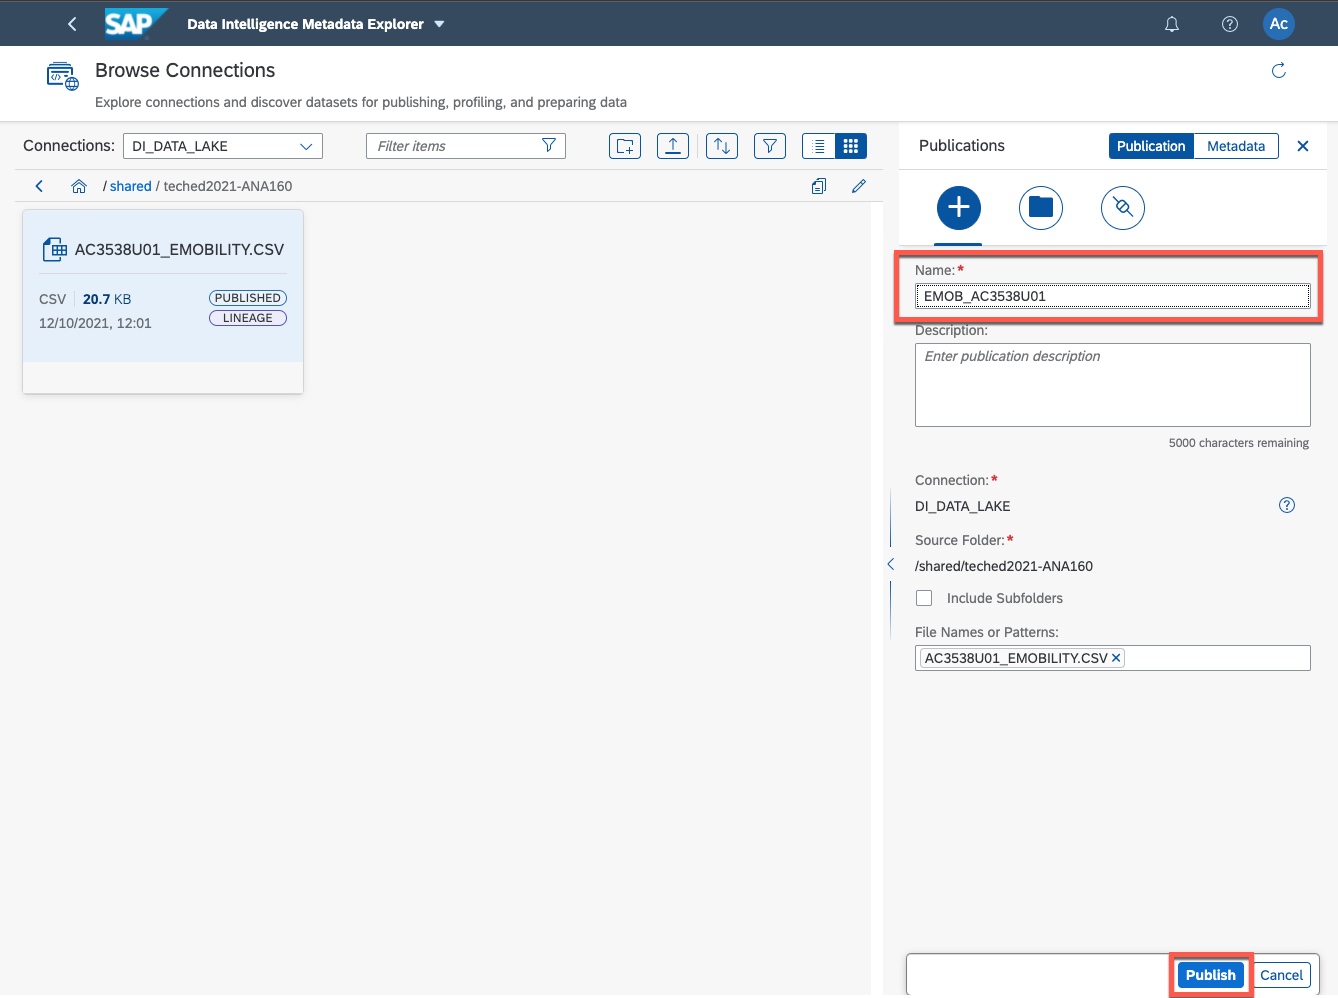 SAP Data Intelligence Metadata Explorer Ac
Browse Connections
Explore connections and discover datasets for publishing, profiling, and preparing data
Connections: DI_DATA_LAKE Filter items
/ shared / teched2021-ANA160
AC3538U01_EMOBILITY.CSV
CSV 20.7 KB PUBLISHED
LINEAGE
12/10/2021, 12:01
Publications Publication Metadata
Name:*
EMOB_AC3538U01
Description:
Enter publication description
5000 characters remaining
Connection:*
DI_DATA_LAKE
Source Folder:*
/shared/teched2021-ANA160
Include Subfolders
File Names or Patterns:
AC3538U01_EMOBILITY.CSV
Publish Cancel